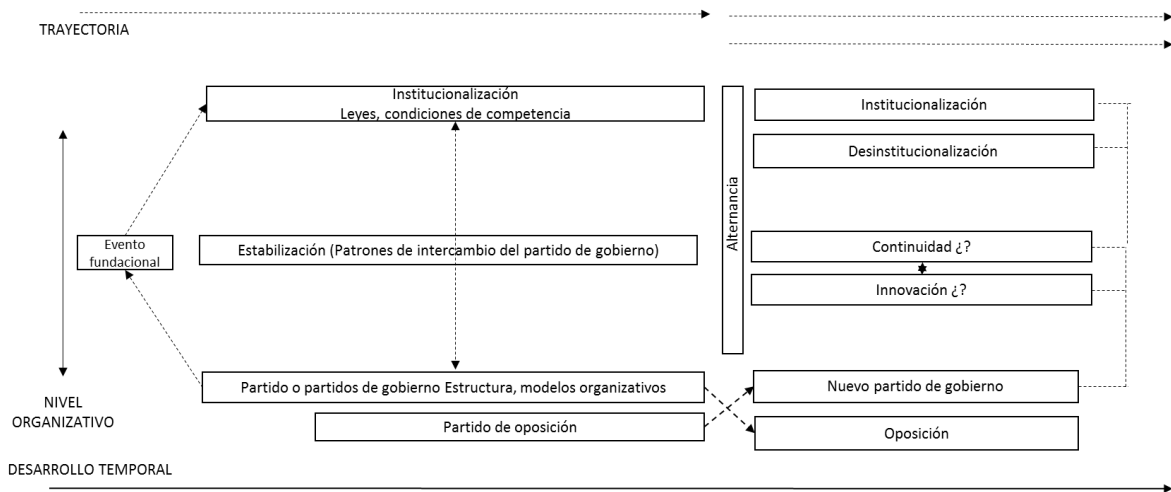 TRAYECTORIA
Institucionalización
Leyes, condiciones de competencia
Alternancia
Institucionalización
Desinstitucionalización
Evento
fundacional
Estabilización (Patrones de intercambio del partido de gobierno)
Continuidad ¿?
Innovación ¿?
NIVEL
ORGANIZATIVO
Partido o partidos de gobierno Estructura, modelos organizativos
Nuevo partido de gobierno
Partido de oposición
Oposición
DESARROLLO TEMPORAL